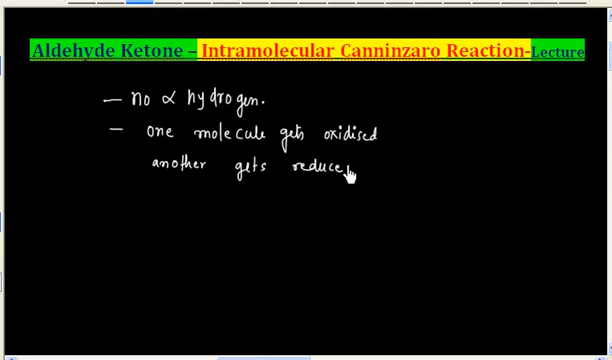 Aldehyde Ketone – Intramolecular Canninzaro Reaction-Lecture
— no α hydrogen.
– one molecule gets oxidised
another gets reduce